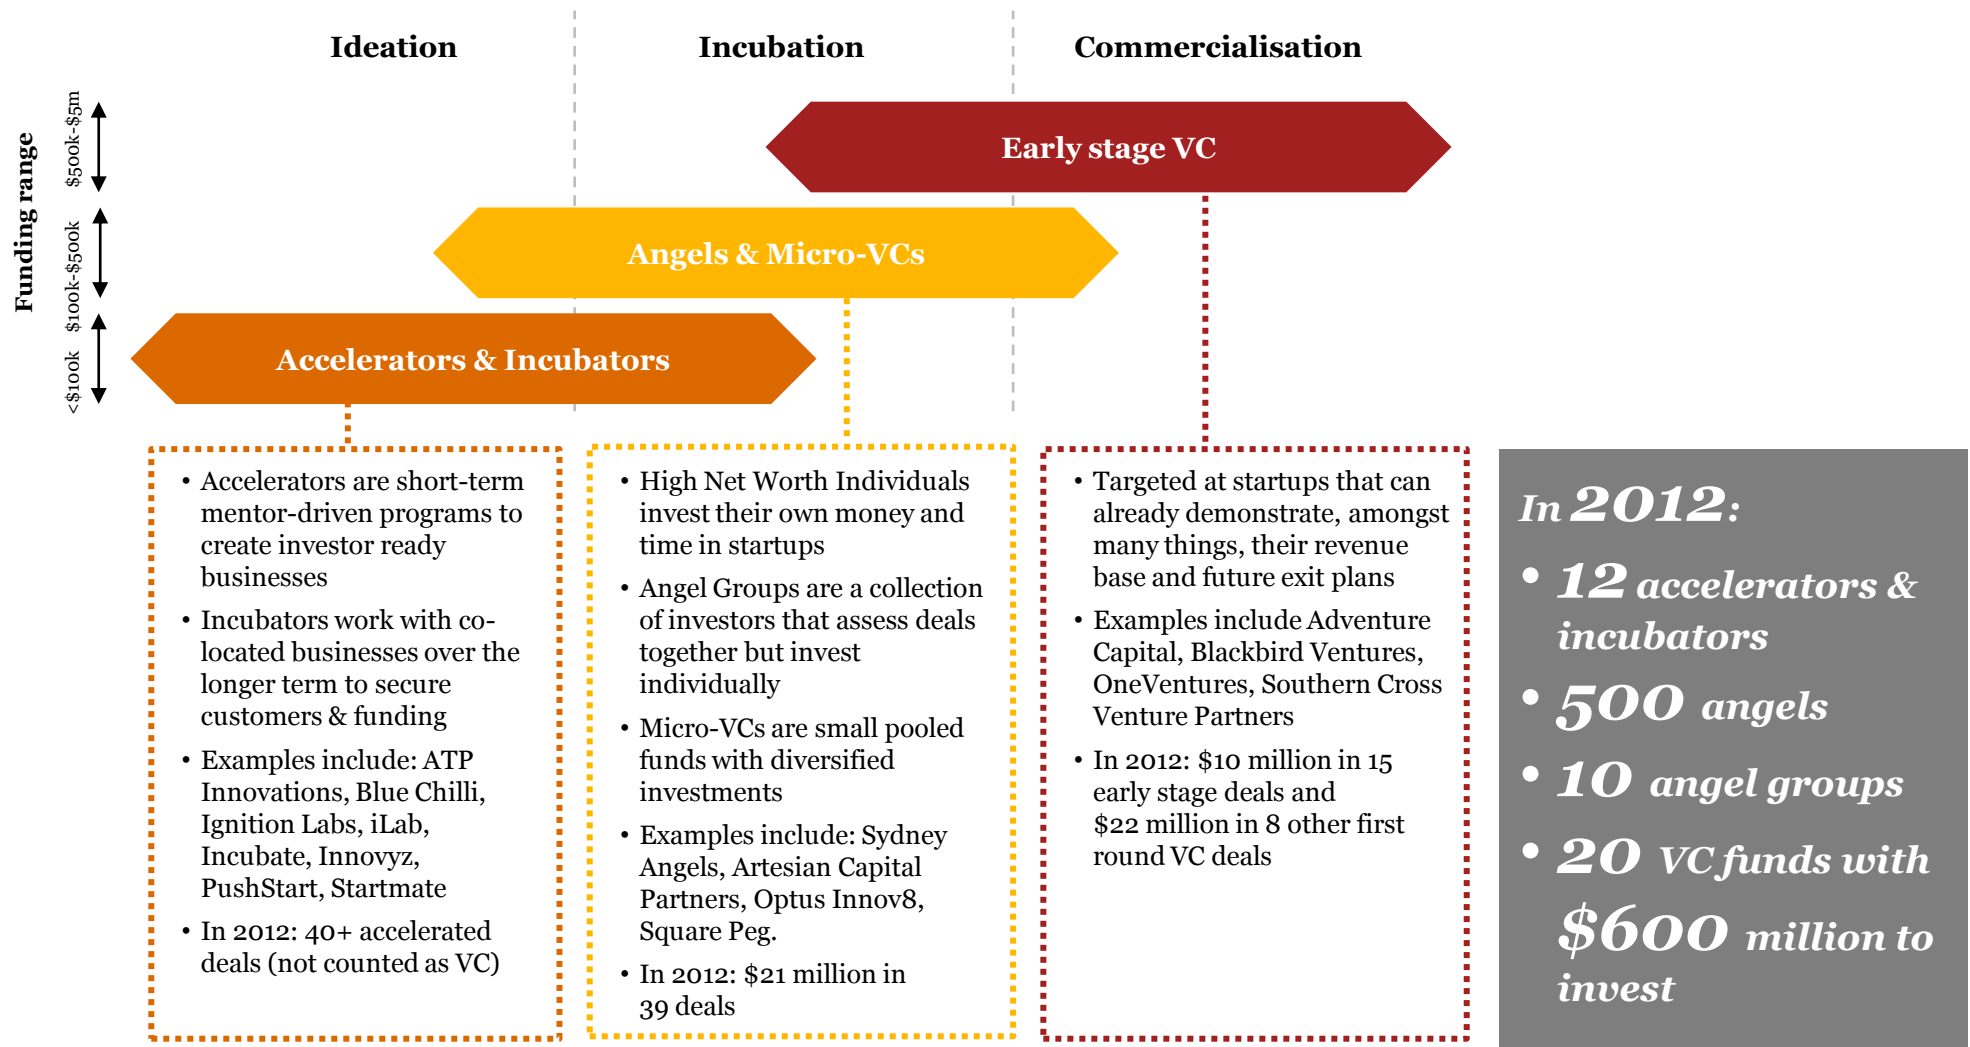 Ideation
Incubation
Commercialisation
Funding range
$500k-$5m
$100k-$500k
<$100k
Early stage VC
Angels & Micro-VCs
Accelerators & Incubators
• Accelerators are short-term
mentor-driven programs to
create investor ready
businesses
• Incubators work with co-
located businesses over the
longer term to secure
customers & funding
• Examples include: ATP
Innovations, Blue Chilli,
Ignition Labs, iLab,
Incubate, Innovyz,
PushStart, Startmate
• In 2012: 40+ accelerated
deals (not counted as VC)
• High Net Worth Individuals
invest their own money and
time in startups
• Angel Groups are a collection
of investors that assess deals
together but invest
individually
• Micro-VCs are small pooled
funds with diversified
investments
• Examples include: Sydney
Angels, Artesian Capital
Partners, Optus Innov8,
Square Peg.
• In 2012: $21 million in
39 deals
• Targeted at startups that can
already demonstrate, amongst
many things, their revenue
base and future exit plans
• Examples include Adventure
Capital, Blackbird Ventures,
OneVentures, Southern Cross
Venture Partners
• In 2012: $10 million in 15
early stage deals and
$22 million in 8 other first
round VC deals
In 2012:
• 12 accelerators &
incubators
• 500 angels
• 10 angel groups
• 20 VC funds with
$600 million to
invest